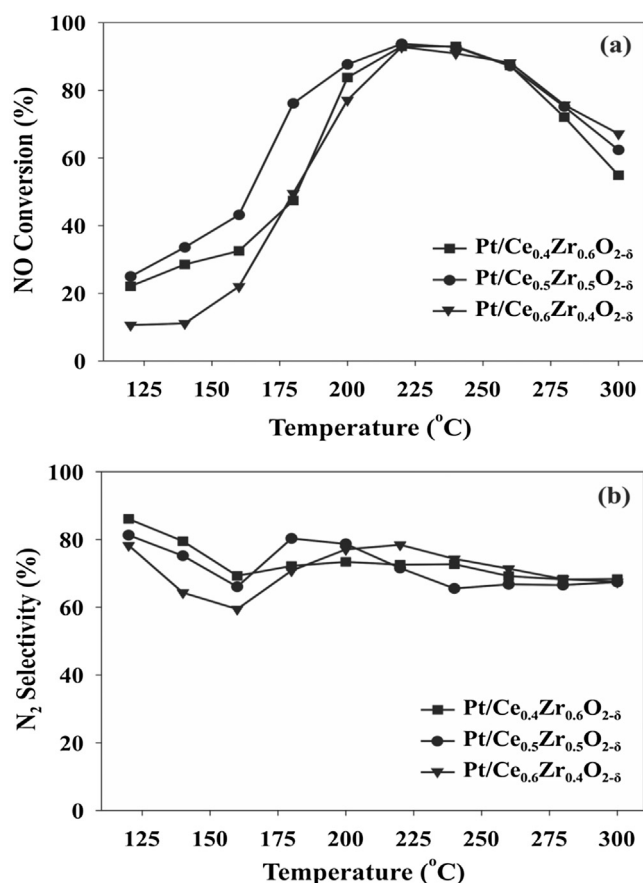 (a)
NO Conversion (%)
100
80
60
40
20
0
Pt/Ce₀.₄Zr₀.₆O₂₋δ
Pt/Ce₀.₅Zr₀.₅O₂₋δ
Pt/Ce₀.₆Zr₀.₄O₂₋δ
125 150 175 200 225 250 275 300
Temperature (°C)
(b)
N₂ Selectivity (%)
100
80
60
40
20
0
Pt/Ce₀.₄Zr₀.₆O₂₋δ
Pt/Ce₀.₅Zr₀.₅O₂₋δ
Pt/Ce₀.₆Zr₀.₄O₂₋δ
125 150 175 200 225 250 275 300
Temperature (°C)